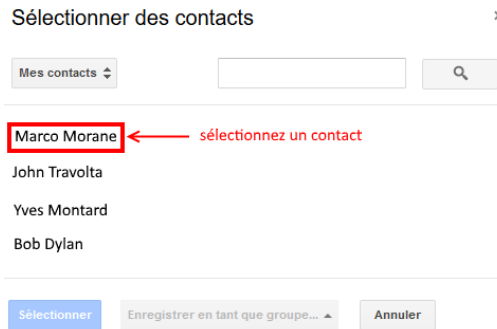 Sélectionner des contacts
Mes contacts
Marco Morane sélectionnez un contact
John Travolta
Yves Montard
Bob Dylan
Sélectionner Enregistrer en tant que groupe... Annuler